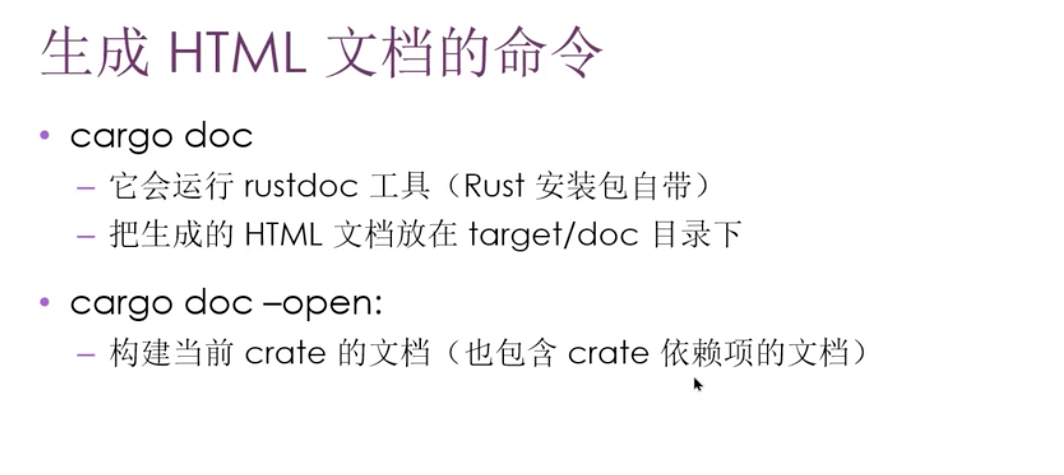 生成 HTML 文档的命令
• cargo doc
– 它会运行 rustdoc 工具（Rust 安装包自带）
– 把生成的 HTML 文档放在 target/doc 目录下
• cargo doc –open:
– 构建当前 crate 的文档（也包含 crate 依赖项的文档）